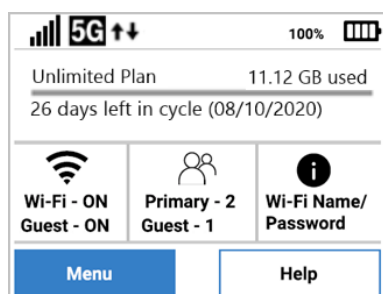 5G 100%
Unlimited Plan 11.12 GB used
26 days left in cycle (08/10/2020)
Wi-Fi - ON Primary - 2 Wi-Fi Name/
Guest - ON Guest - 1 Password
Menu Help